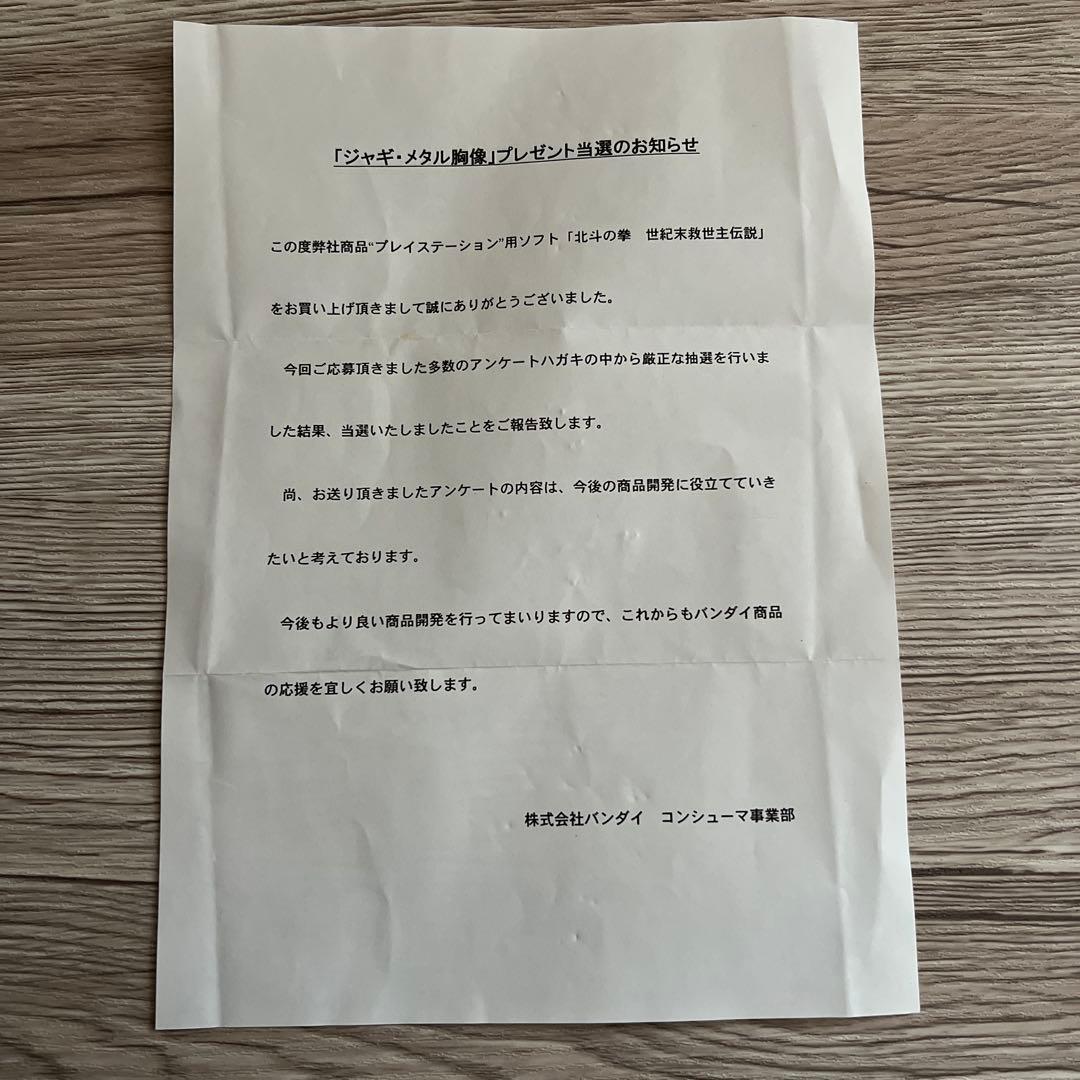 「ジャギ・メタル胸像」プレゼント当選のお知らせ
この度弊社商品“プレイステーション”用ソフト「北斗の拳　世紀末救世主伝説」
をお買い上げ頂きまして誠にありがとうございました。
　今回ご応募頂きました多数のアンケートハガキの中から厳正な抽選を行いま
した結果、当選いたしましたことをご報告致します。
　尚、お送り頂きましたアンケートの内容は、今後の商品開発に役立てていき
たいと考えております。
　今後もより良い商品開発を行ってまいりますので、これからもバンダイ商品
の応援を宜しくお願い致します。
株式会社バンダイ　コンシューマ事業部